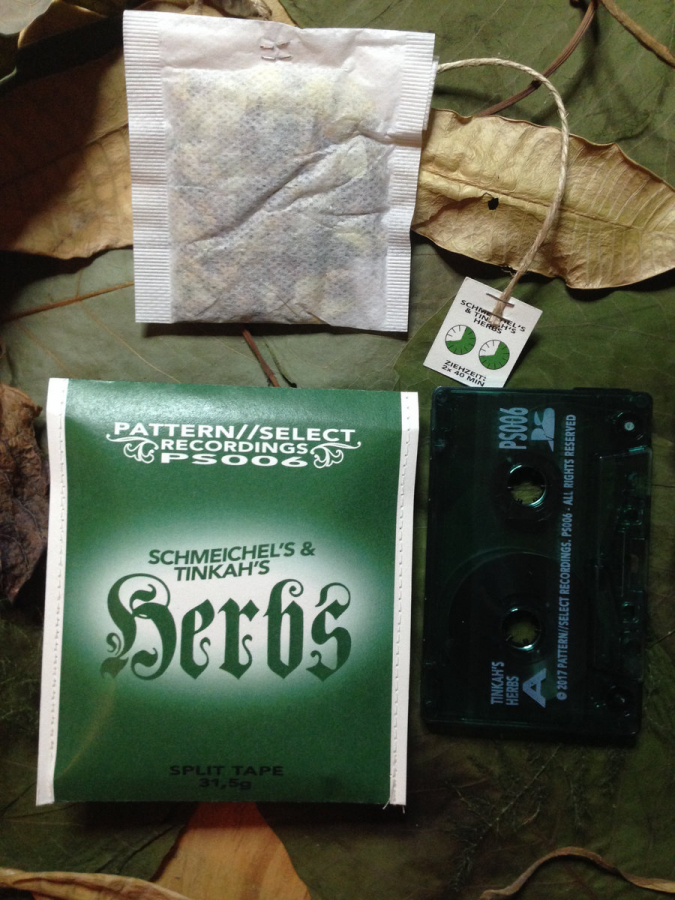 SCHMEICHEL'S
& TINKAH'S
HERBS
ZIEHZEIT:
2x 40 MIN
PATTERN//SELECT
RECORDINGS
PS006
SCHMEICHEL'S &
TINKAH'S
Herbs
SPLIT TAPE
31,5g
PS006
PS
TINKAH'S
HERBS
A
© 2017 PATTERN//SELECT RECORDINGS. PS006 - ALL RIGHTS RESERVED